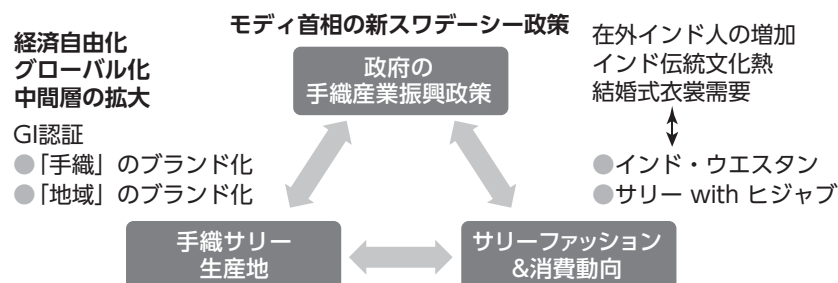 モディ首相の新スワデーシー政策
経済自由化
グローバル化
中間層の拡大
GI認証
●「手織」のブランド化
●「地域」のブランド化
政府の
手織産業振興政策
在外インド人の増加
インド伝統文化熱
結婚式衣裳需要
●インド・ウエスタン
●サリー with ヒジャブ
手織サリー
生産地
サリーファッション
&消費動向